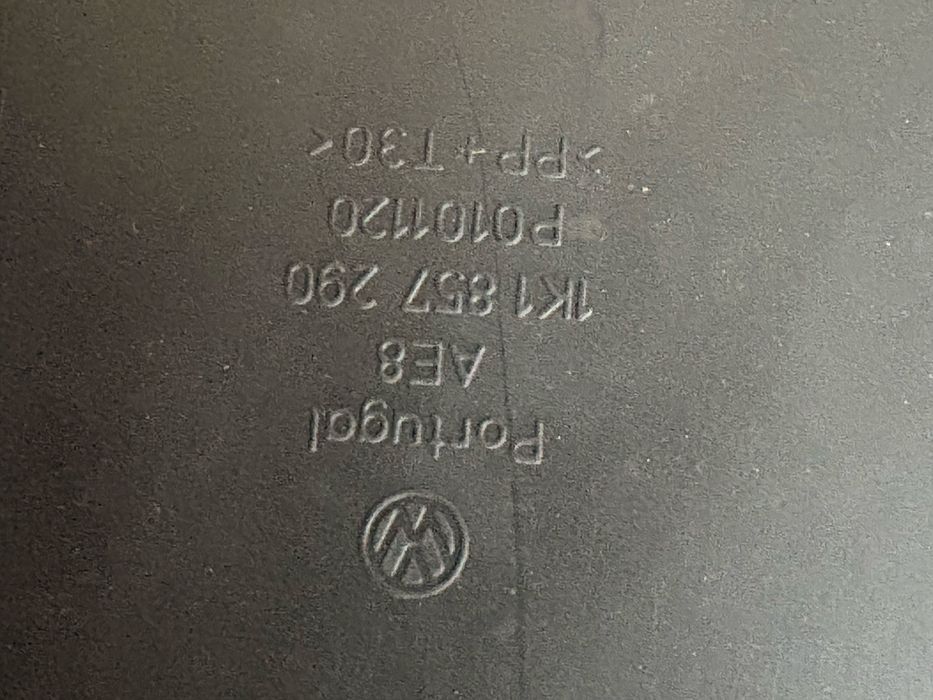 Portugal
AE8
1K1 857 290
P0101120
>PP+T30<